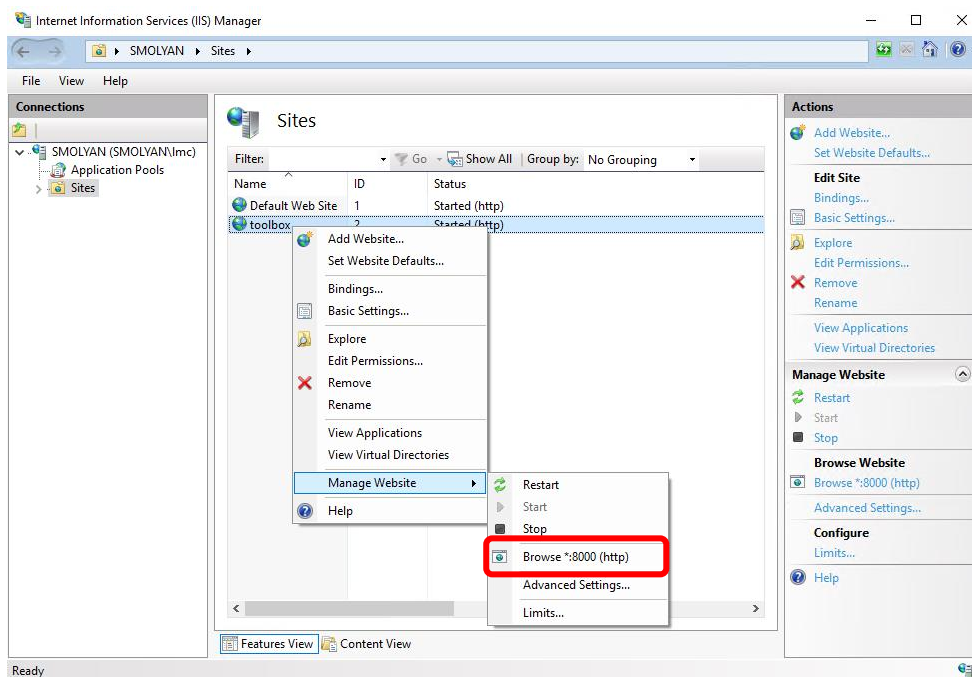 Internet Information Services (IIS) Manager
SMOLYAN Sites
File View Help
Connections
SMOLYAN (SMOLYAN\lmc)
Application Pools
Sites
Sites
Filter: Go Show All Group by: No Grouping
Name ID Status
Default Web Site 1 Started (http)
toolbox 2 Started (http)
Add Website...
Set Website Defaults...
Bindings...
Basic Settings...
Explore
Edit Permissions...
Remove
Rename
View Applications
View Virtual Directories
Manage Website
Help
Restart
Start
Stop
Browse *:8000 (http)
Advanced Settings...
Limits...
Features View Content View
Actions
Add Website...
Set Website Defaults...
Edit Site
Bindings...
Basic Settings...
Explore
Edit Permissions...
Remove
Rename
View Applications
View Virtual Directories
Manage Website
Restart
Start
Stop
Browse Website
Browse *:8000 (http)
Advanced Settings...
Configure
Limits...
Help
Ready